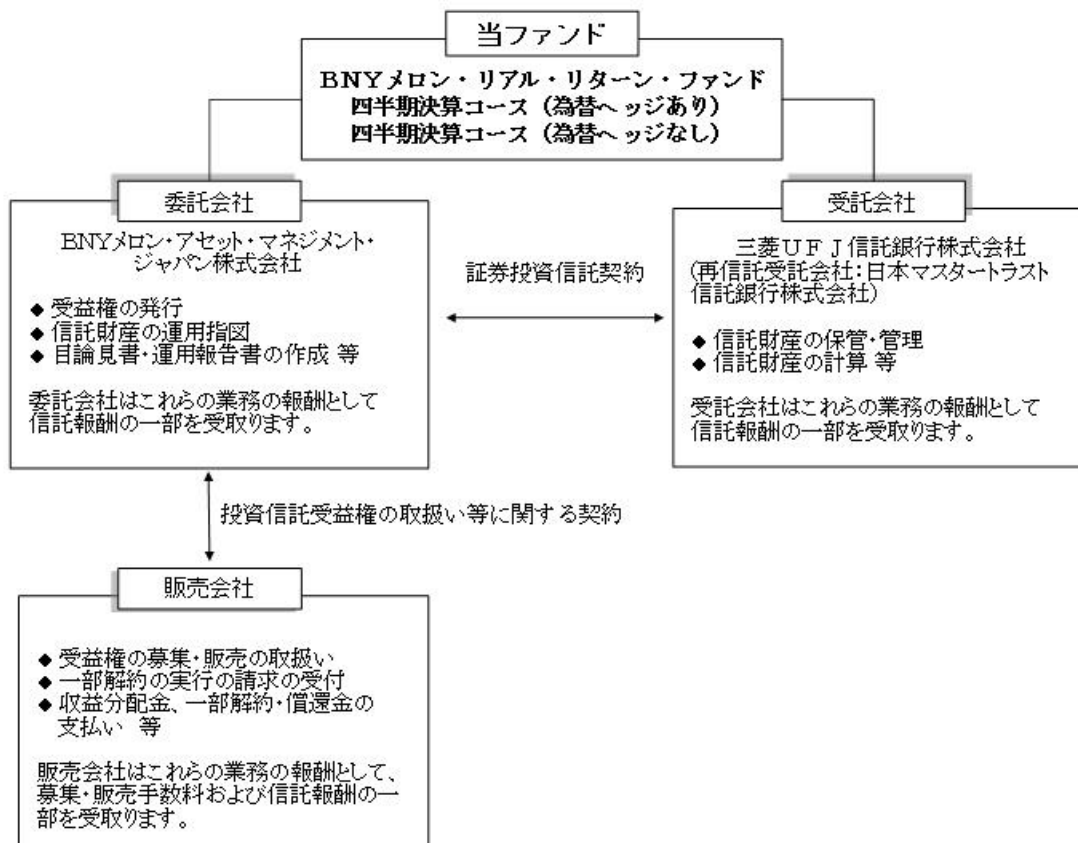 当ファンド
BNYメロン・リアル・リターン・ファンド
四半期決算コース（為替ヘッジあり）
四半期決算コース（為替ヘッジなし）
委託会社
BNYメロン・アセット・マネジメント・
ジャパン株式会社
◆ 受益権の発行
◆ 信託財産の運用指図
◆ 目論見書・運用報告書の作成 等
委託会社はこれらの業務の報酬として
信託報酬の一部を受取ります。
証券投資信託契約
受託会社
三菱UFJ信託銀行株式会社
(再信託受託会社：日本マスタートラスト
信託銀行株式会社)
◆ 信託財産の保管・管理
◆ 信託財産の計算 等
受託会社はこれらの業務の報酬として
信託報酬の一部を受取ります。
投資信託受益権の取扱い等に関する契約
販売会社
◆ 受益権の募集・販売の取扱い
◆ 一部解約の実行の請求の受付
◆ 収益分配金、一部解約・償還金の
支払い 等
販売会社はこれらの業務の報酬として、
募集・販売手数料および信託報酬の一
部を受取ります。